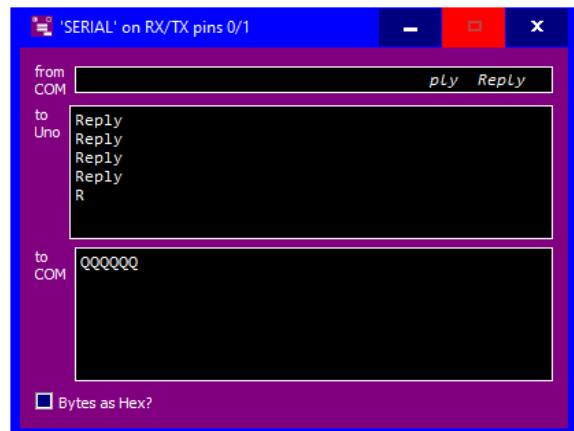 'SERIAL' on RX/TX pins 0/1
from COM
ply Reply
to Uno
Reply
Reply
Reply
Reply
R
to COM
QQQQQQ
Bytes as Hex?